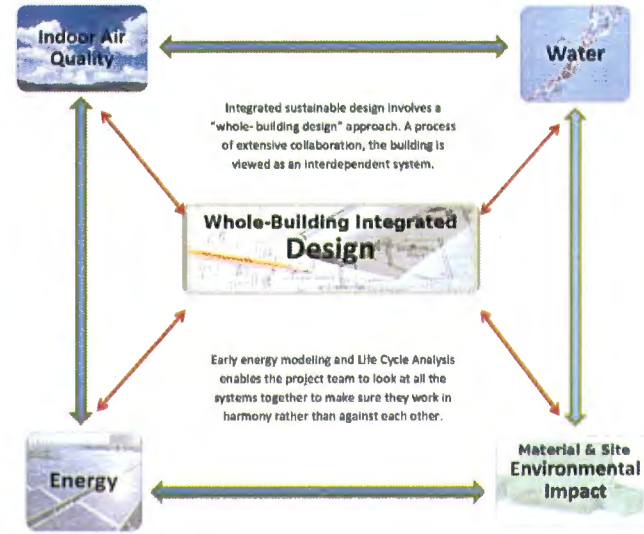 Indoor Air
Quality
Water
Integrated sustainable design involves a
"whole- building design" approach. A process
of extensive collaboration, the building is
viewed as an interdependent system.
Whole-Building Integrated
Design
Early energy modeling and Life Cycle Analysis
enables the project team to look at all the
systems together to make sure they work in
harmony rather than against each other.
Energy
Material & Site
Environmental
Impact